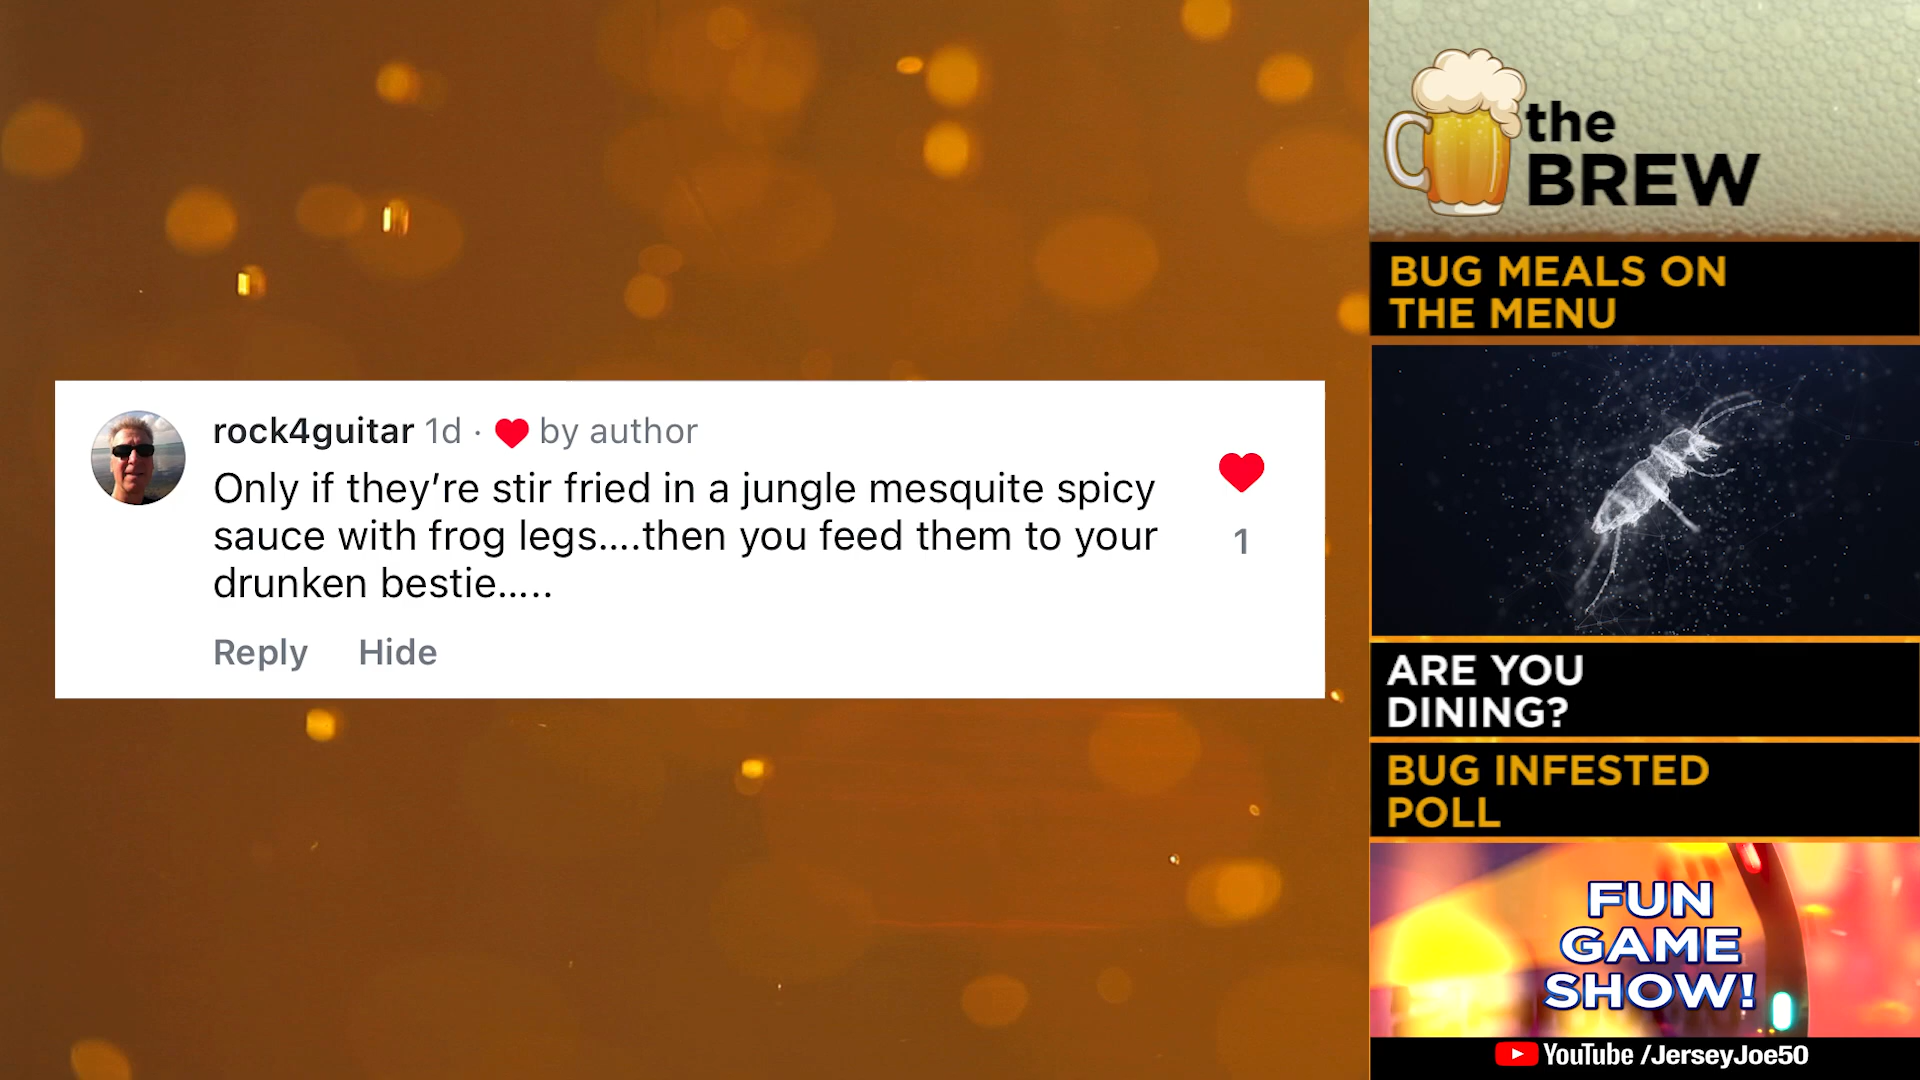 rock4guitar 1d · ❤️ by author
Only if they’re stir fried in a jungle mesquite spicy
sauce with frog legs....then you feed them to your
drunken bestie.....
1
Reply Hide
the
BREW
BUG MEALS ON
THE MENU
ARE YOU
DINING?
BUG INFESTED
POLL
FUN
GAME
SHOW!
YouTube /JerseyJoe50